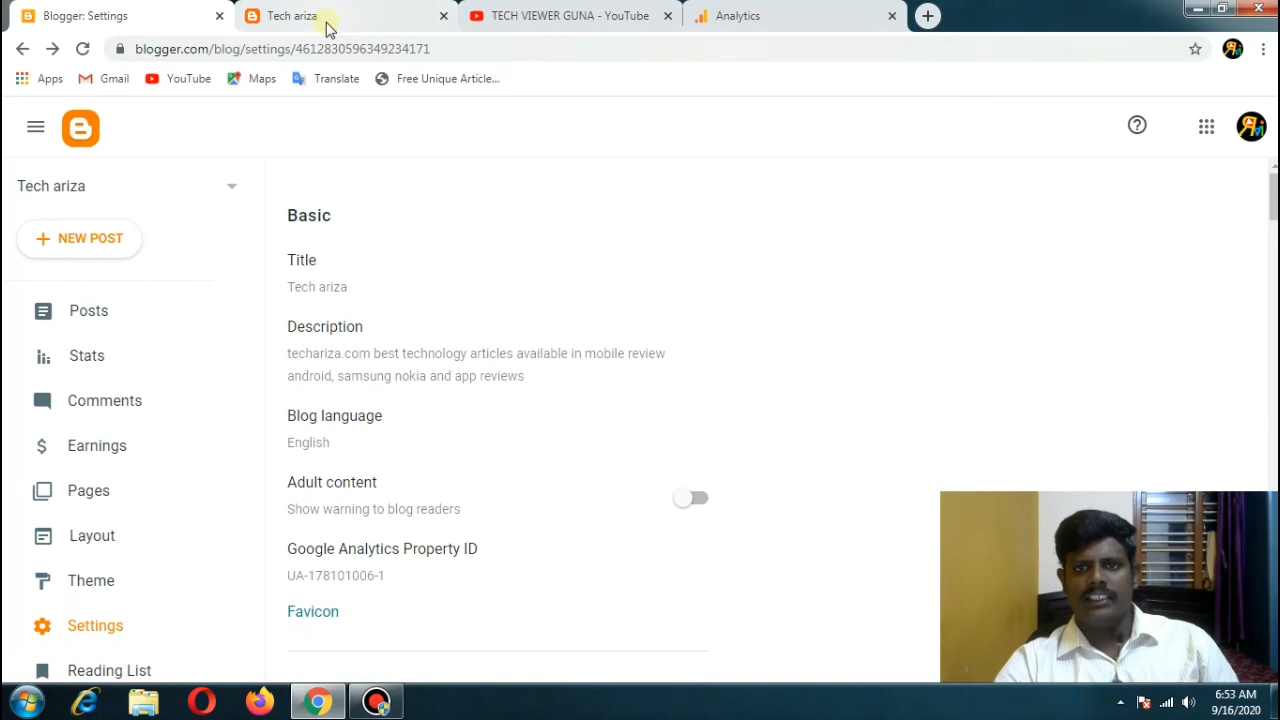 Blogger: Settings
Tech ariza
TECH VIEWER GUNA - YouTube
Analytics
blogger.com/blog/settings/4612830596349234171
Apps
Gmail
YouTube
Maps
Translate
Free Unique Article...
Tech ariza
NEW POST
Posts
Stats
Comments
Earnings
Pages
Layout
Theme
Settings
Reading List
Basic
Title
Tech ariza
Description
techariza.com best technology articles available in mobile review
android, samsung nokia and app reviews
Blog language
English
Adult content
Show warning to blog readers
Google Analytics Property ID
UA-178101006-1
Favicon
6:53 AM
9/16/2020